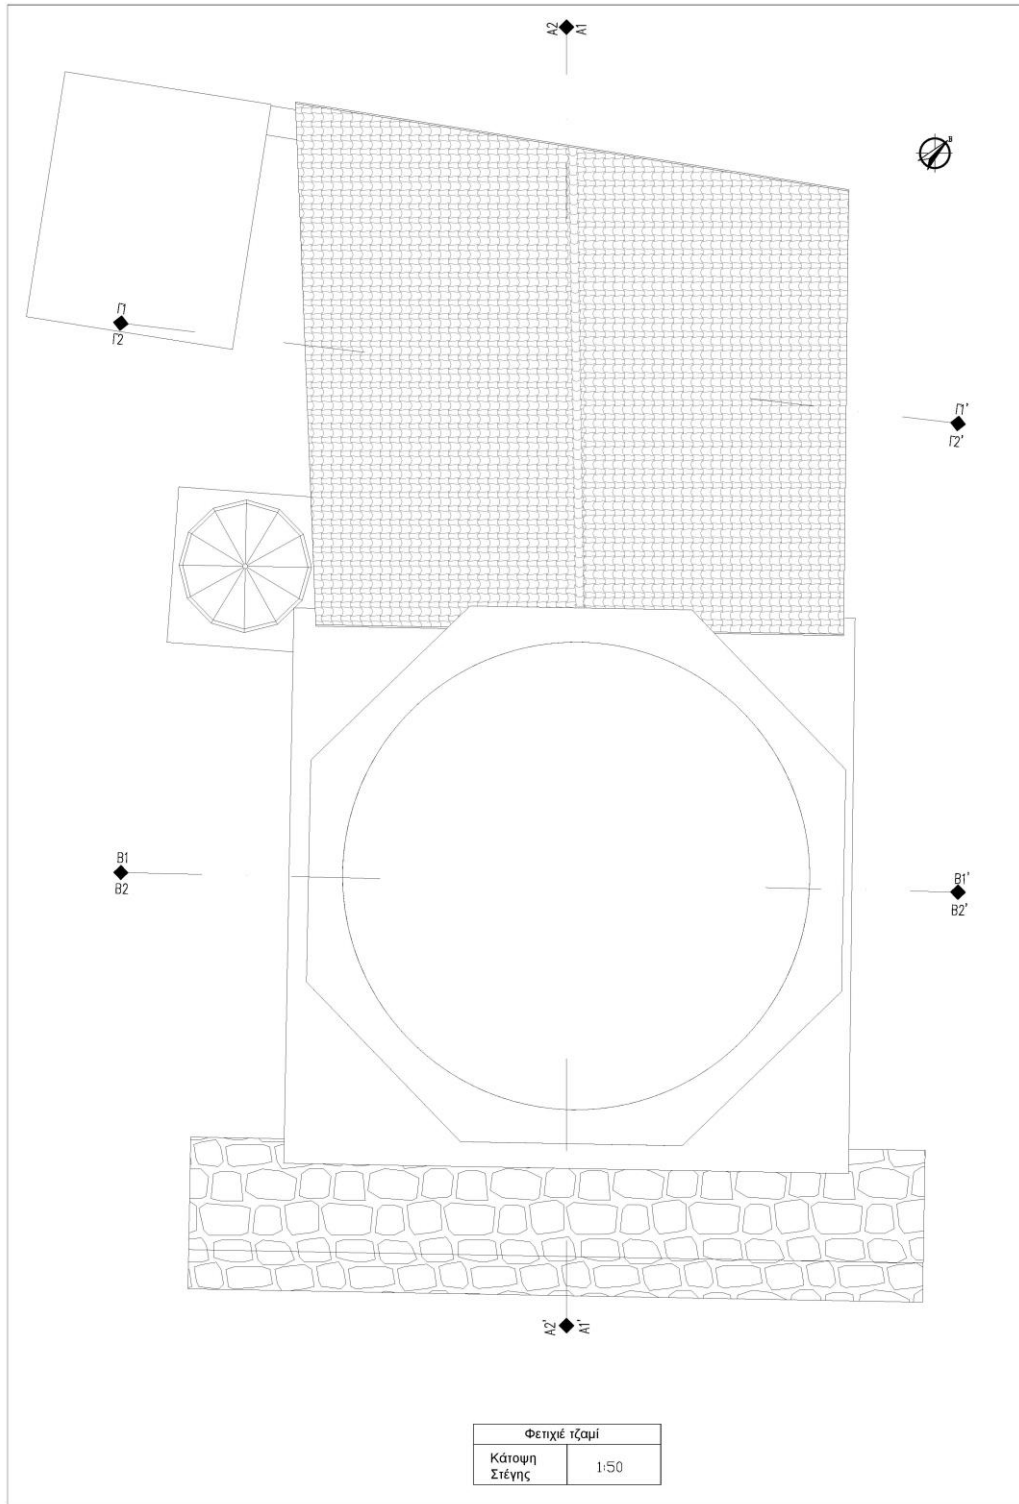 A2 A1
B
Γ1
Γ2
Γ1'
Γ2'
B1
B2
B1'
B2'
A2' A1'
Φετιχιέ τζαμί
Κάτοψη
Στέγης
1:50